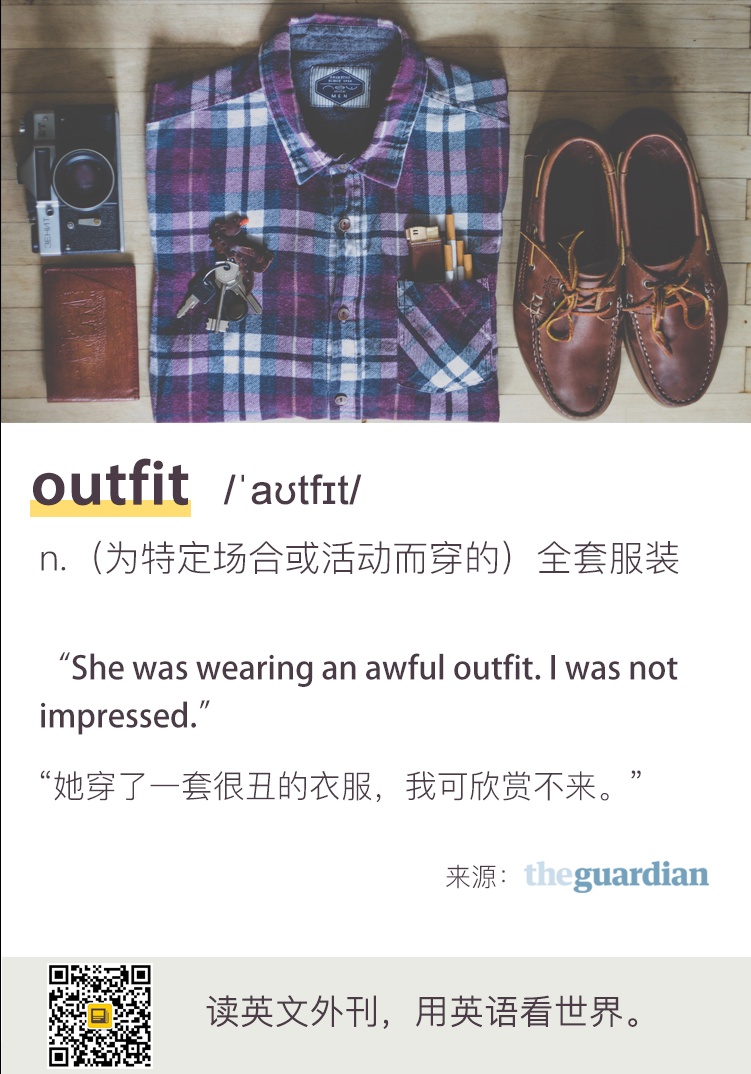 MEN
ЗЕНИТ
outfit /ˈaʊtfɪt/
n.（为特定场合或活动而穿的）全套服装
“She was wearing an awful outfit. I was not
impressed.”
“她穿了一套很丑的衣服，我可欣赏不来。”
来源：theguardian
读英文外刊，用英语看世界。